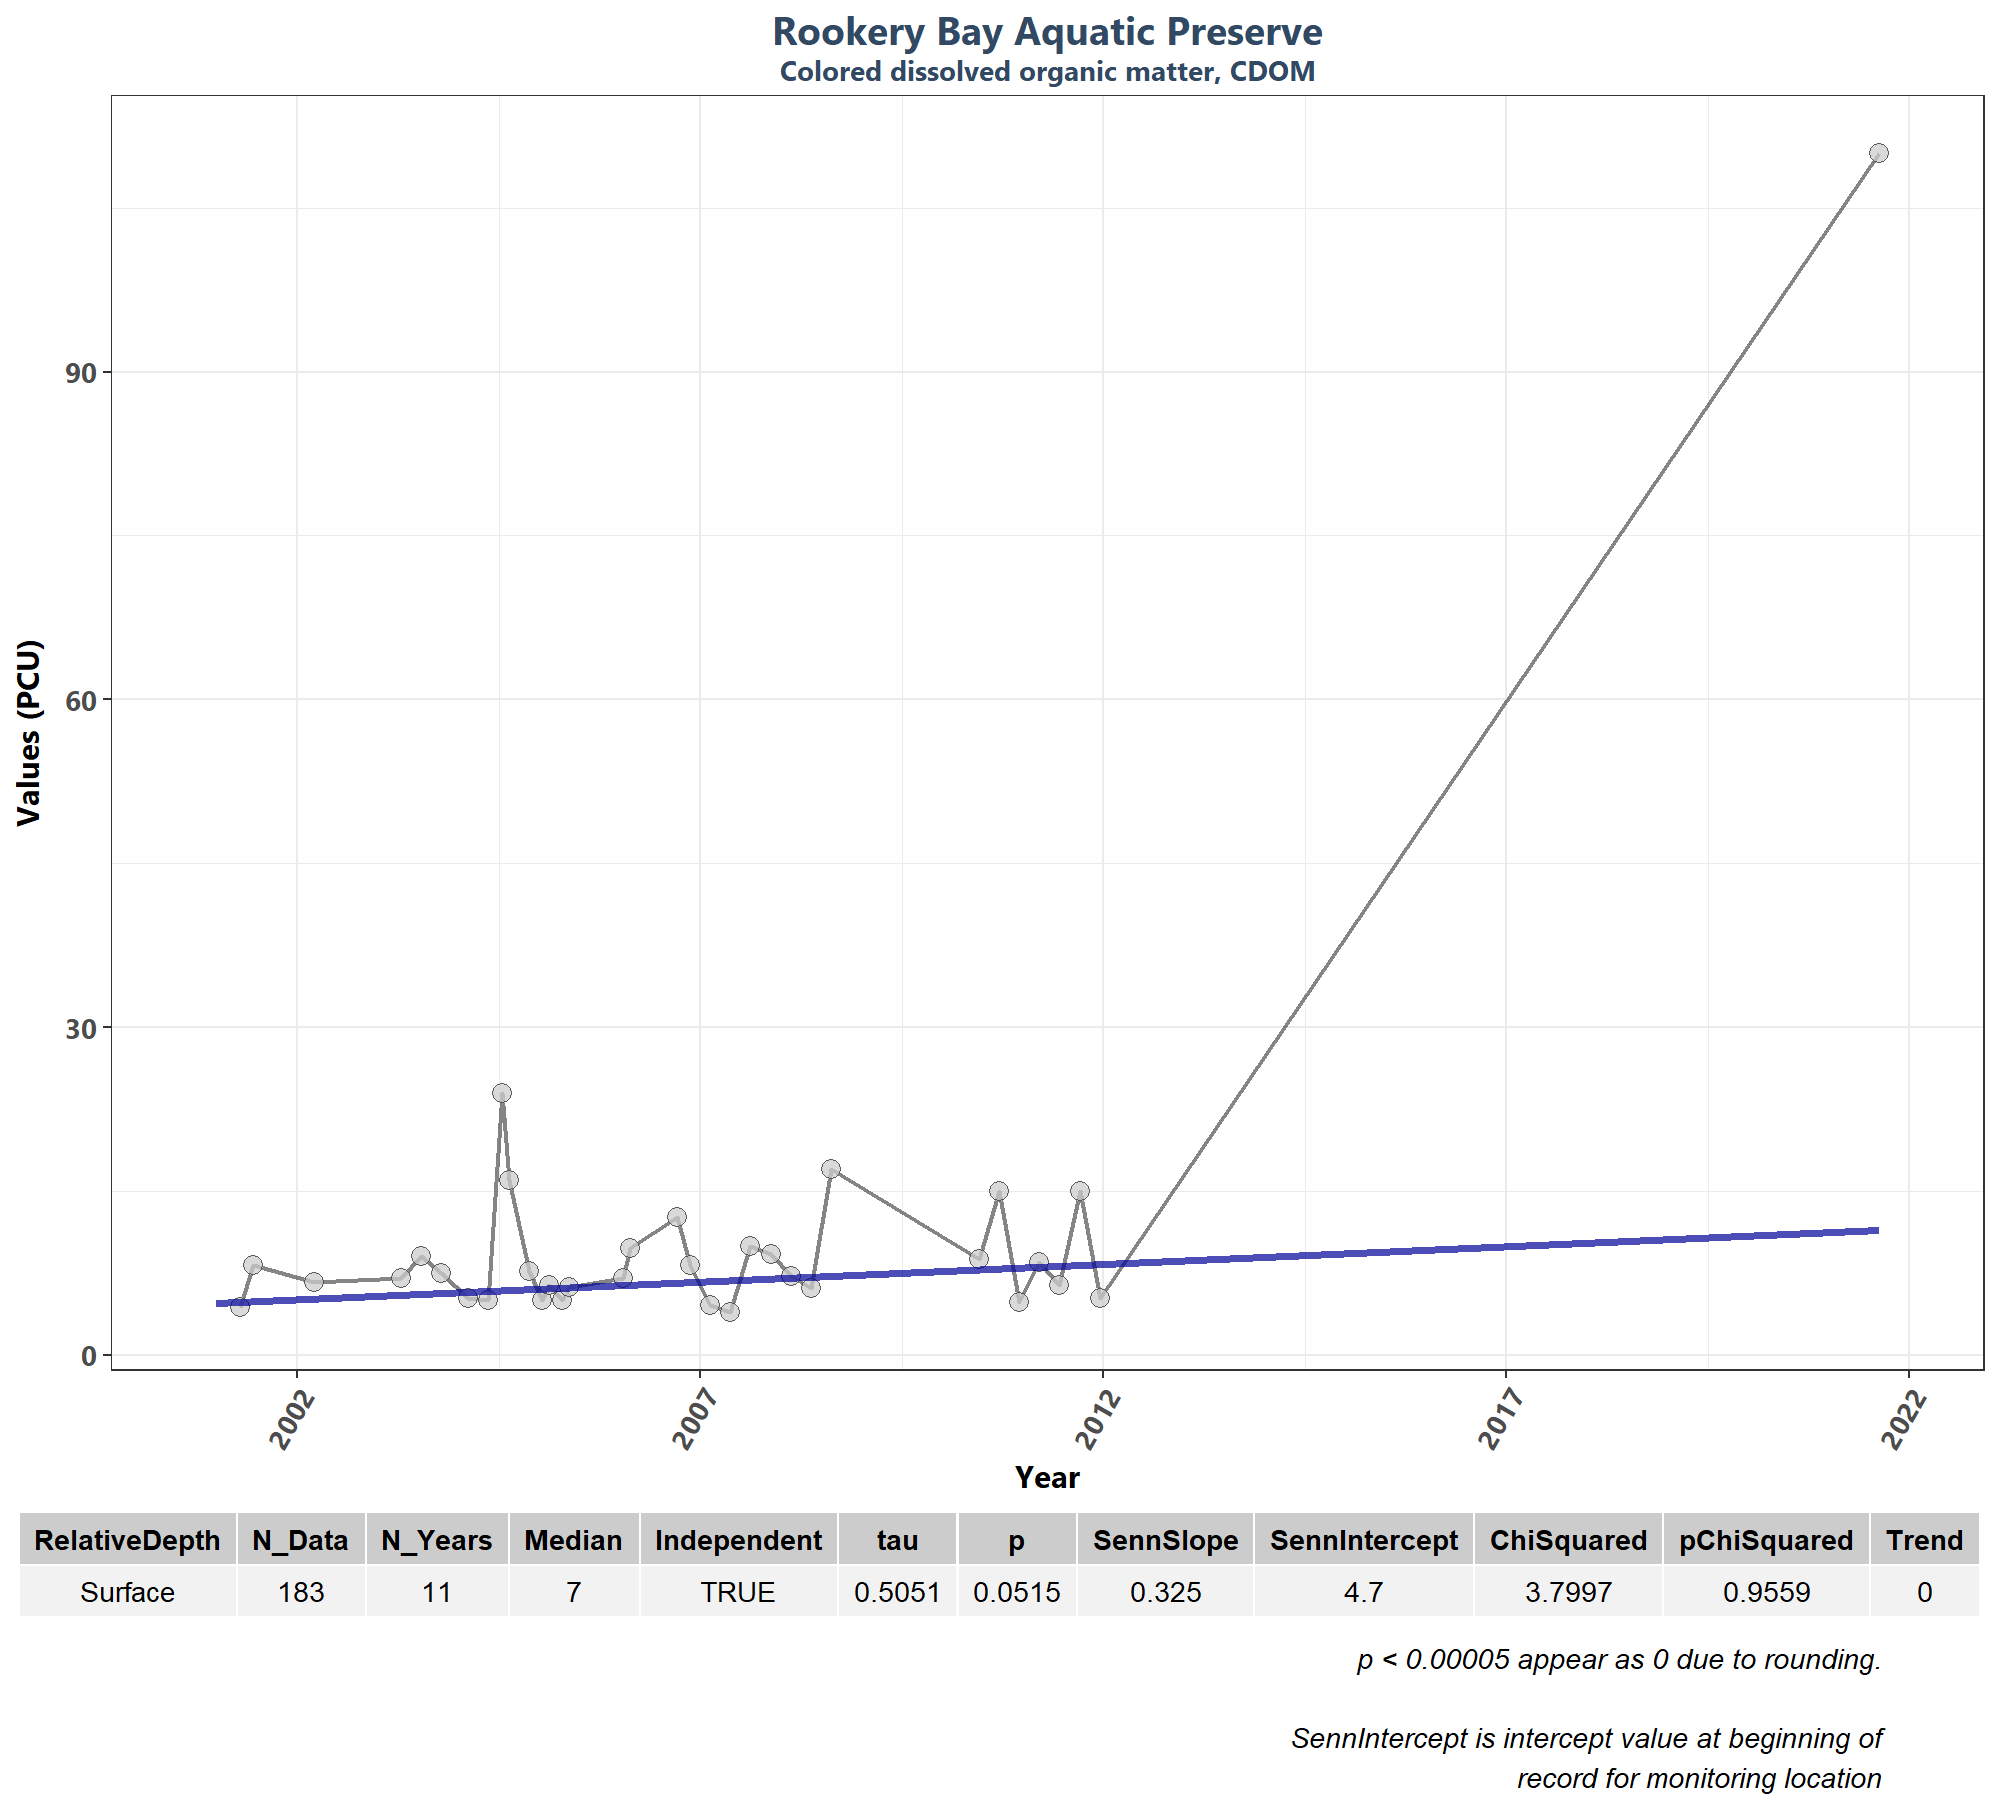 Rookery Bay Aquatic Preserve
Colored dissolved organic matter, CDOM
Values (PCU)
90
60
30
0
2002 2007 2012 2017 2022
Year
RelativeDepth N_Data N_Years Median Independent tau p SennSlope SennIntercept ChiSquared pChiSquared Trend
Surface 183 11 7 TRUE 0.5051 0.0515 0.325 4.7 3.7997 0.9559 0
p < 0.00005 appear as 0 due to rounding.
SennIntercept is intercept value at beginning of
record for monitoring location